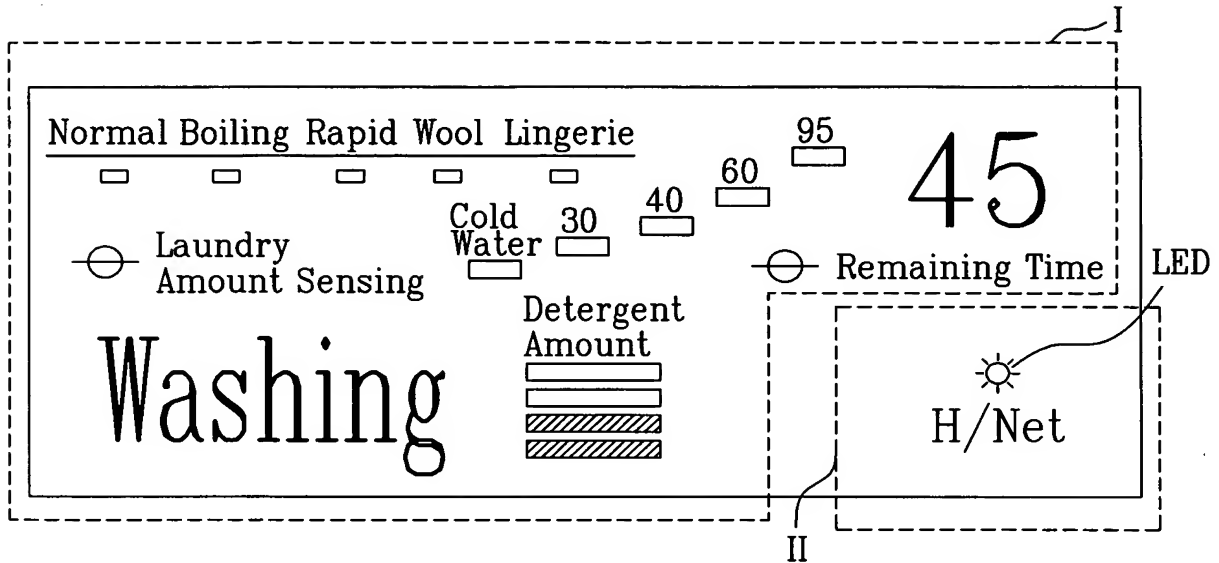 I
Normal Boiling Rapid Wool Lingerie
95
45
60
40
30
Cold
Water
Laundry
Amount Sensing
Remaining Time
LED
Detergent
Amount
Washing
H/Net
II